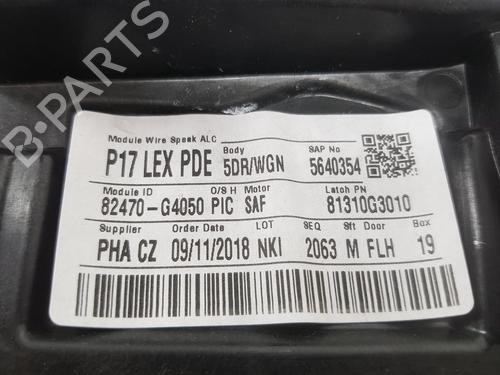 B-PARTS
Module Wire Speak ALC Body SAP No
P17 LEX PDE 5DR/WGN 5640354
Module ID O/S H Motor Latch PN
82470-G4050 PIC SAF 81310G3010
Supplier Order Date LOT SEQ Sft Door Box
PHA CZ 09/11/2018 NKI 2063 M FLH 19